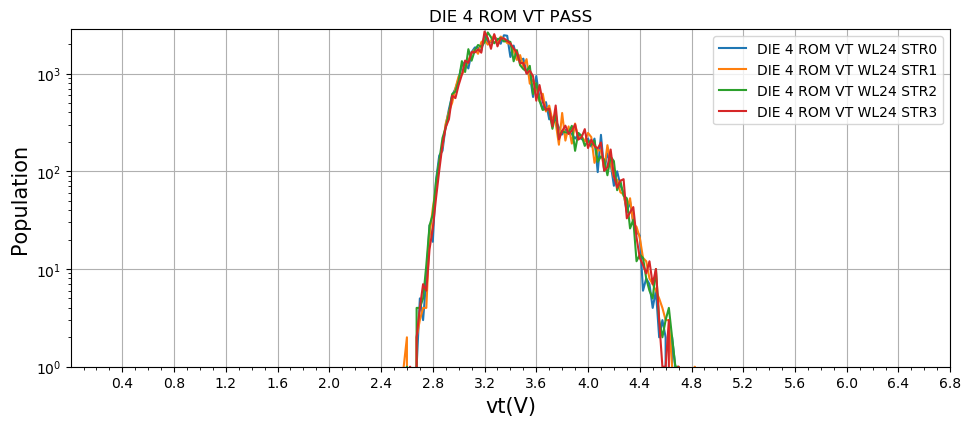 DIE 4 ROM VT PASS
DIE 4 ROM VT WL24 STR0
DIE 4 ROM VT WL24 STR1
DIE 4 ROM VT WL24 STR2
DIE 4 ROM VT WL24 STR3
Population
10³
10²
10¹
10⁰
0.4 0.8 1.2 1.6 2.0 2.4 2.8 3.2 3.6 4.0 4.4 4.8 5.2 5.6 6.0 6.4 6.8
vt(V)